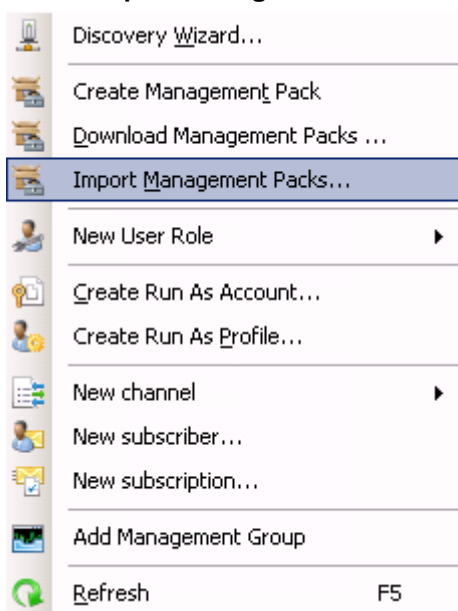 Discovery Wizard...
Create Management Pack
Download Management Packs ...
Import Management Packs...
New User Role
Create Run As Account...
Create Run As Profile...
New channel
New subscriber...
New subscription...
Add Management Group
Refresh F5